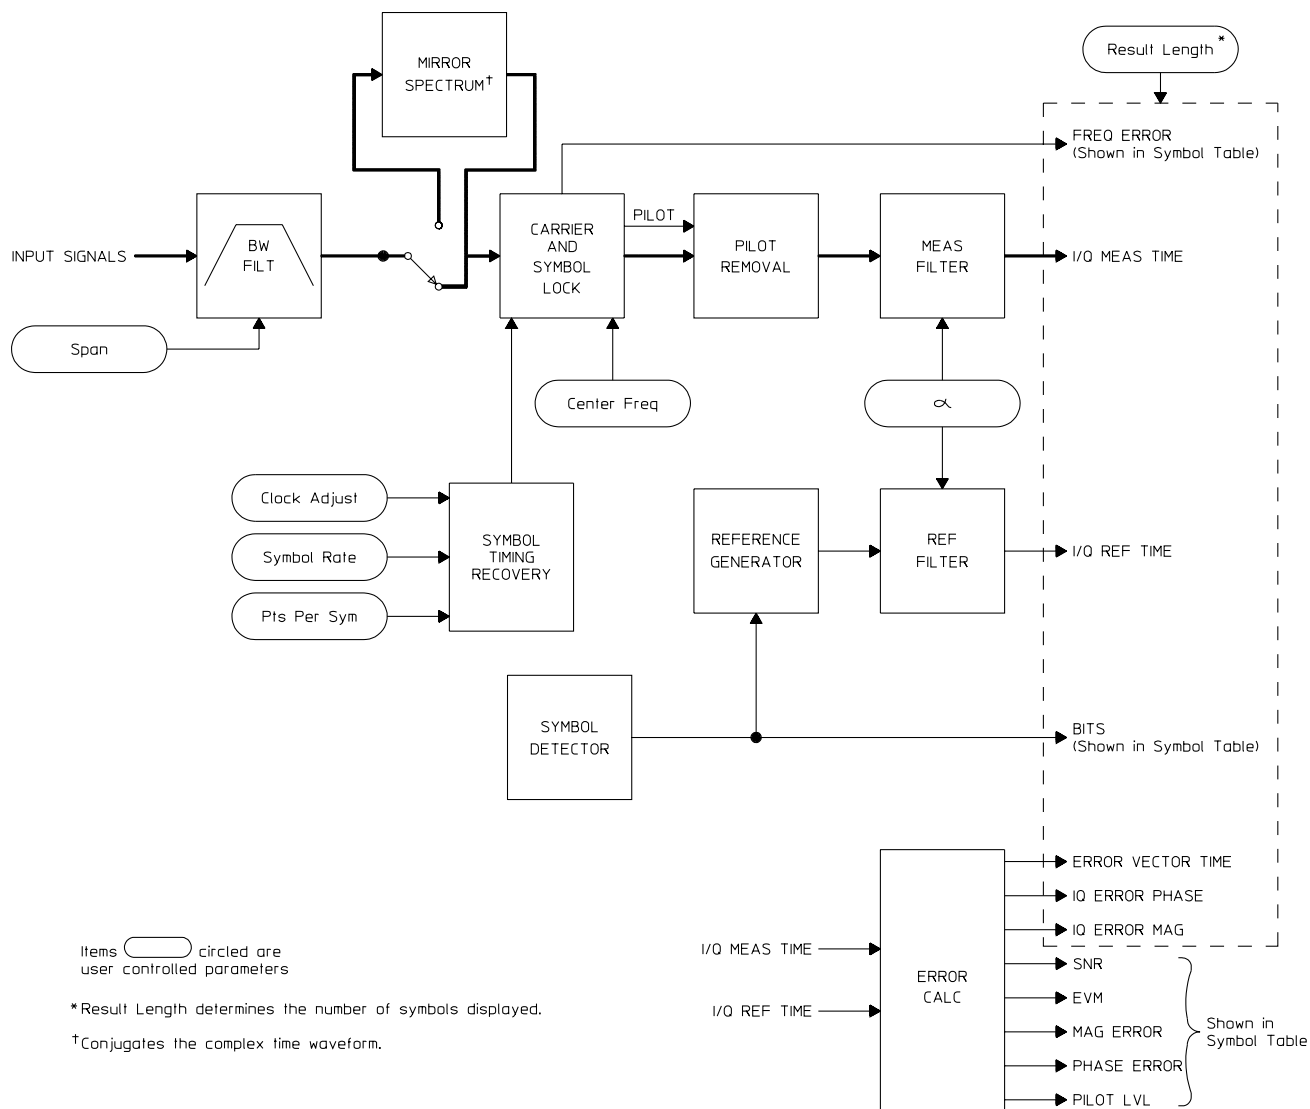 Result Length*
MIRROR
SPECTRUM†
FREQ ERROR
(Shown in Symbol Table)
INPUT SIGNALS
BW
FILT
CARRIER
AND
SYMBOL
LOCK
PILOT
PILOT
REMOVAL
MEAS
FILTER
I/Q MEAS TIME
Span
Center Freq
α
Clock Adjust
Symbol Rate
Pts Per Sym
SYMBOL
TIMING
RECOVERY
REFERENCE
GENERATOR
REF
FILTER
I/Q REF TIME
SYMBOL
DETECTOR
BITS
(Shown in Symbol Table)
ERROR VECTOR TIME
IQ ERROR PHASE
IQ ERROR MAG
I/Q MEAS TIME
I/Q REF TIME
ERROR
CALC
SNR
EVM
MAG ERROR
PHASE ERROR
PILOT LVL
Shown in
Symbol Table
Items circled are
user controlled parameters
*Result Length determines the number of symbols displayed.
†Conjugates the complex time waveform.